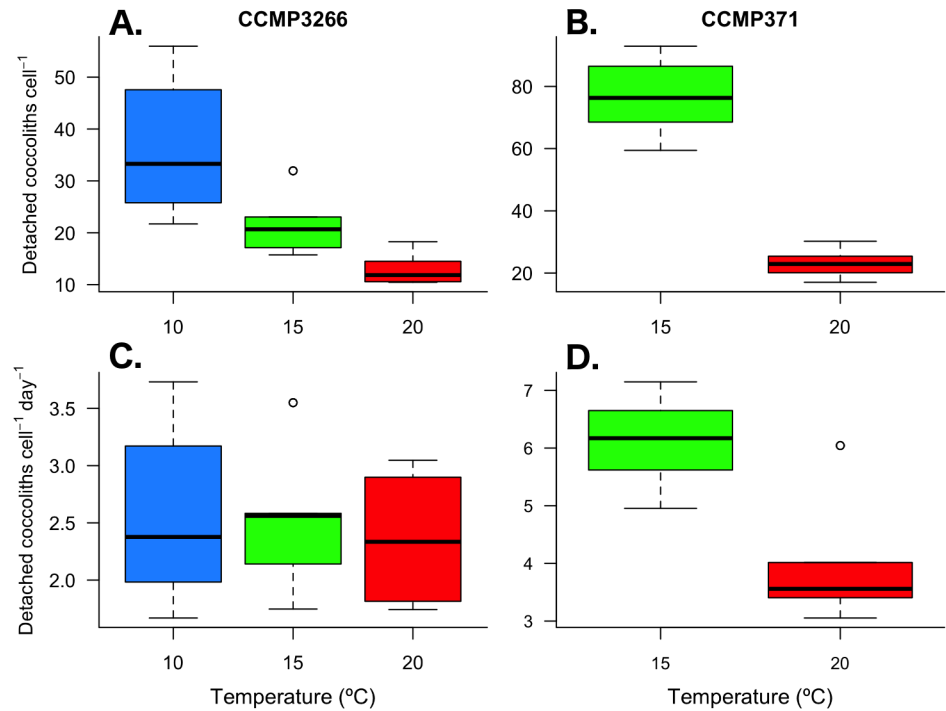 A.
CCMP3266
B.
CCMP371
Detached coccoliths cell⁻¹
50
40
30
20
10
10
15
20
80
60
40
20
15
20
C.
D.
Detached coccoliths cell⁻¹ day⁻¹
3.5
3.0
2.5
2.0
10
15
20
Temperature (ºC)
7
6
5
4
3
15
20
Temperature (ºC)